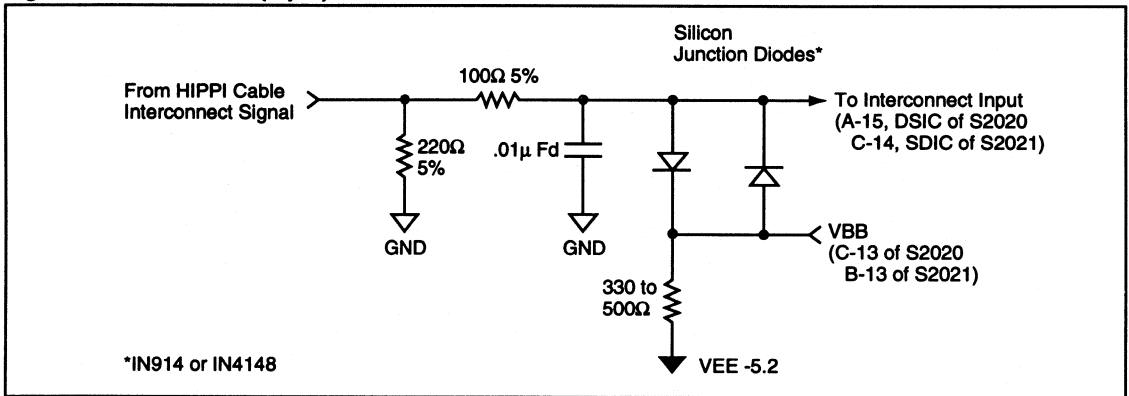 Silicon
Junction Diodes*
100Ω 5%
From HIPPI Cable
Interconnect Signal
To Interconnect Input
(A-15, DSIC of S2020
C-14, SDIC of S2021)
220Ω
5%
.01µ Fd
GND
GND
VBB
(C-13 of S2020
B-13 of S2021)
330 to
500Ω
VEE -5.2
*IN914 or IN4148